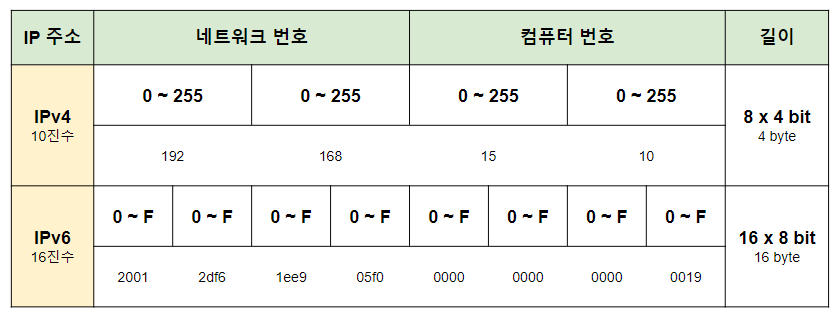 IP 주소 네트워크 번호 컴퓨터 번호 길이
IPv4
10진수
0 ~ 255 0 ~ 255 0 ~ 255 0 ~ 255
192 168 15 10
8 x 4 bit
4 byte
IPv6
16진수
0 ~ F 0 ~ F 0 ~ F 0 ~ F 0 ~ F 0 ~ F 0 ~ F 0 ~ F
2001 2df6 1ee9 05f0 0000 0000 0000 0019
16 x 8 bit
16 byte